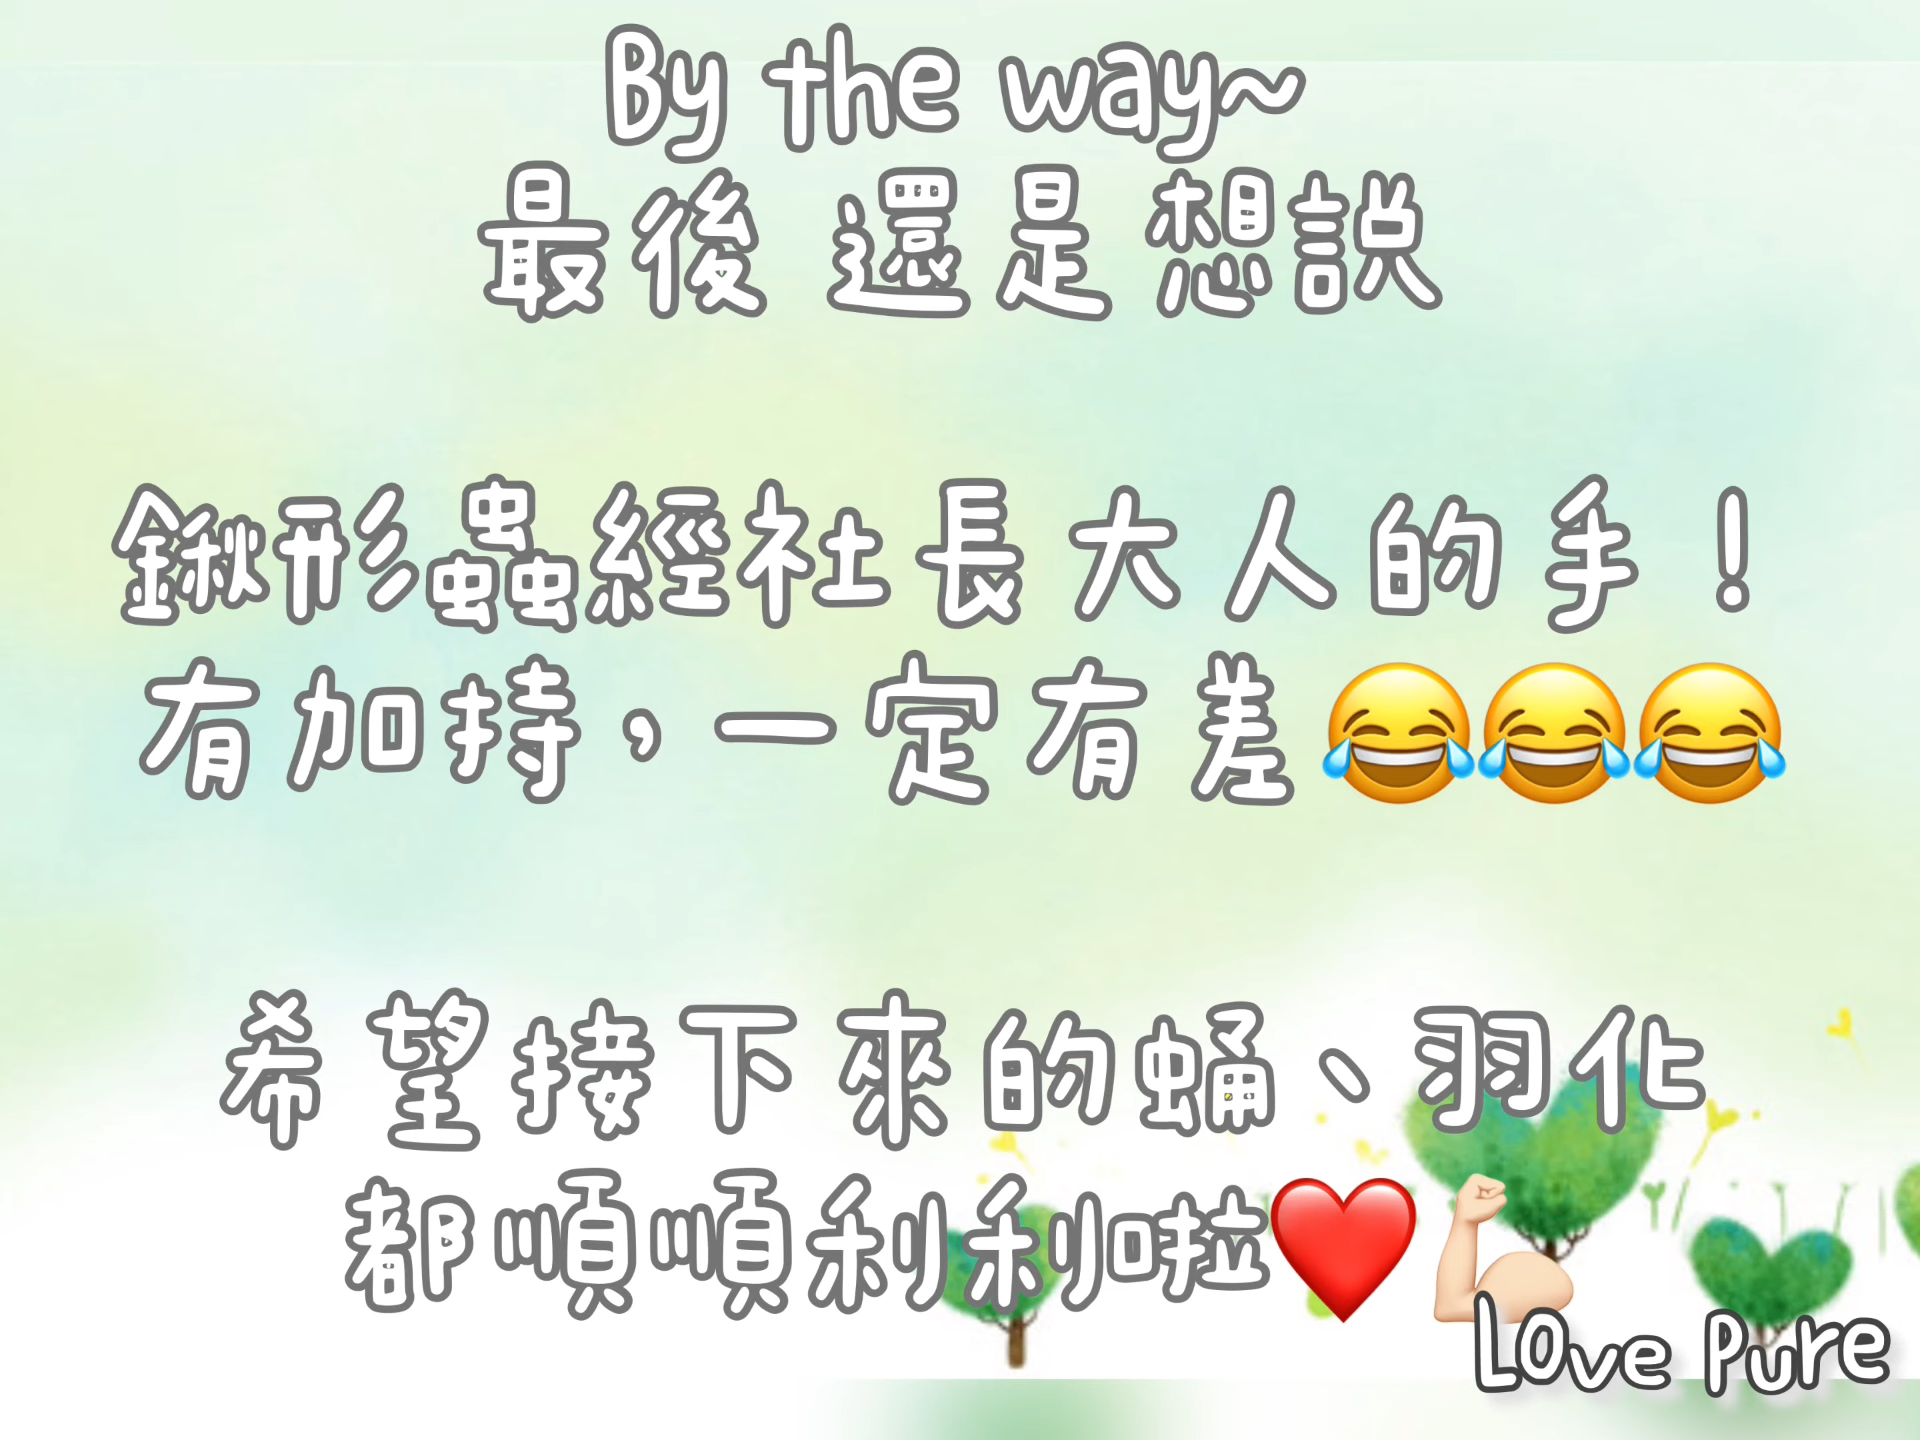 By the way~
最後還是想説
鍬形蟲經社長大人的手！
有加持，一定有差😂😂😂
希望接下來的蛹、羽化
都順順利利啦❤️💪🏻
LOve Pure